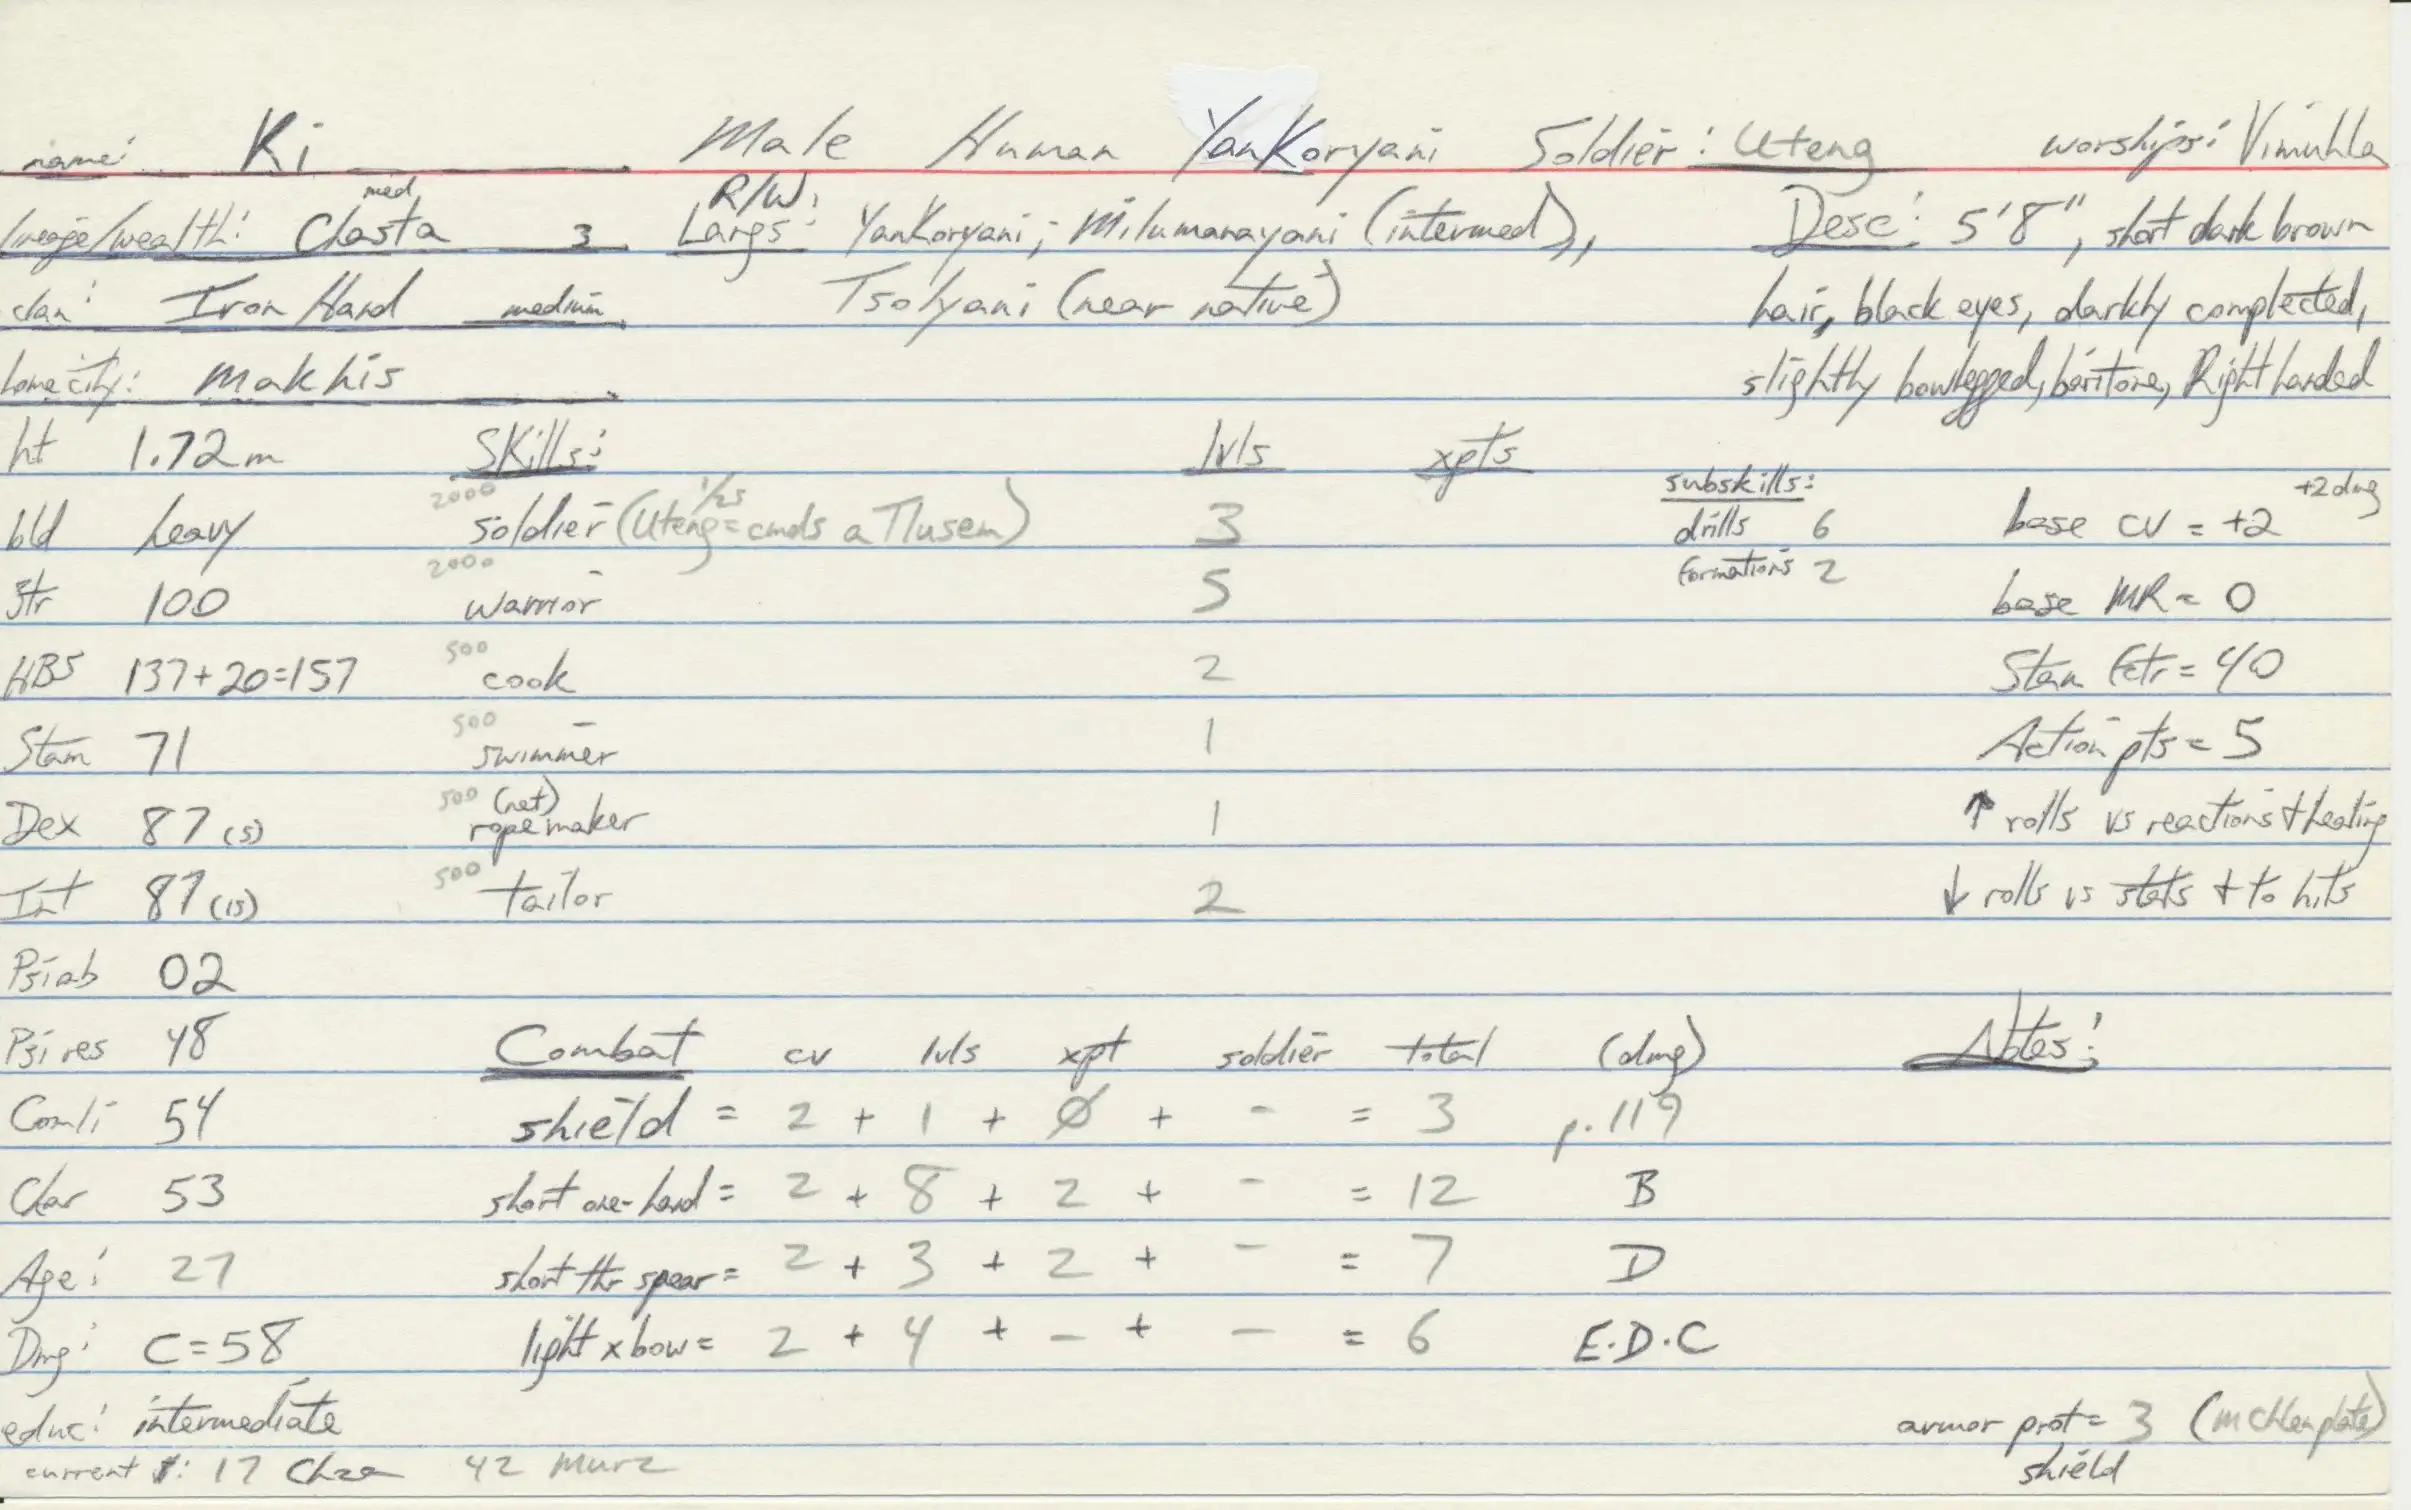 name: Ki Male Human YanKoryani Soldier: Uteng worships: Vimuhla
lineage/wealth: Chasta med. 3 R/W: Langs: YanKoryani; Milumanayani (intermed), Desc: 5'8", short dark brown
clan: Iron Hand medium Tsolyani (near native) hair, black eyes, darkly complected,
home city: Makhis slightly bowlegged, baritone, Right handed
ht 1.72m Skills: lvls xpts subskills:
bld heavy 2000 soldier (Uteng = cmds a Tlusem) 1/25 3 drills 6 base cv = +2 +2 dmg
formations 2
Str 100 2000 warrior 5 base MR = 0
HBS 137+20=157 500 cook 2 Stam fctr = 40
Stam 71 500 swimmer 1 Action pts = 5
Dex 87 (5) 500 (net) ropemaker 1 ↑ rolls vs reactions + healing
Int 87 (15) 500 tailor 2 ↓ rolls vs stats + to hits
Psi ab 02
Psi res 48 Combat cv lvls xpt soldier total (dmg) Notes:
Comli 54 shield = 2 + 1 + Ø + - = 3 p. 119
Char 53 short one-hand = 2 + 8 + 2 + - = 12 B
Age: 27 short thr spear = 2 + 3 + 2 + - = 7 D
Dmg: C=58 light xbow = 2 + 4 + - + - = 6 E.D.C
educ: intermediate armor prot = 3 (m chlen plate)
current $: 17 42 Murz shield